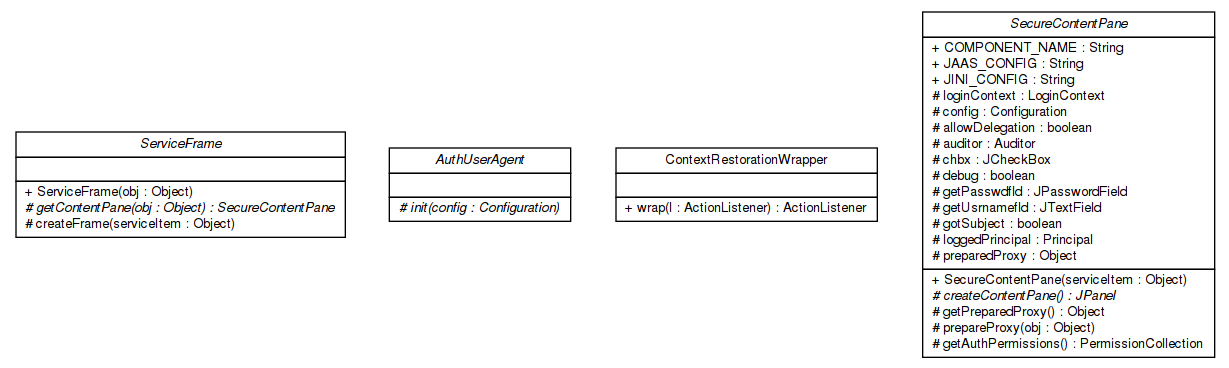 ServiceFrame
+ ServiceFrame(obj : Object)
# getContentPane(obj : Object) : SecureContentPane
# createFrame(serviceItem : Object)
AuthUserAgent
# init(config : Configuration)
ContextRestorationWrapper
+ wrap(l : ActionListener) : ActionListener
SecureContentPane
+ COMPONENT_NAME : String
+ JAAS_CONFIG : String
+ JINI_CONFIG : String
# loginContext : LoginContext
# config : Configuration
# allowDelegation : boolean
# auditor : Auditor
# chbx : JCheckBox
# debug : boolean
# getPasswdfld : JPasswordField
# getUsrnamefld : JTextField
# gotSubject : boolean
# loggedPrincipal : Principal
# preparedProxy : Object
+ SecureContentPane(serviceItem : Object)
# createContentPane() : JPanel
# getPreparedProxy() : Object
# prepareProxy(obj : Object)
# getAuthPermissions() : PermissionCollection